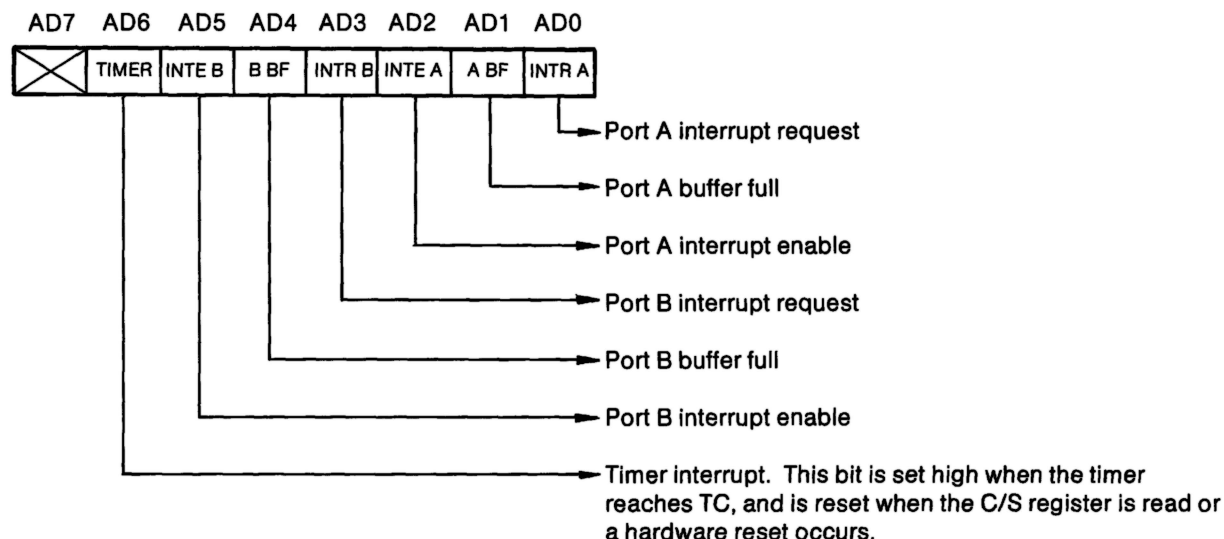 AD7 AD6 AD5 AD4 AD3 AD2 AD1 AD0
TIMER INTE B B BF INTR B INTE A A BF INTR A
Port A interrupt request
Port A buffer full
Port A interrupt enable
Port B interrupt request
Port B buffer full
Port B interrupt enable
Timer interrupt. This bit is set high when the timer
reaches TC, and is reset when the C/S register is read or
a hardware reset occurs.